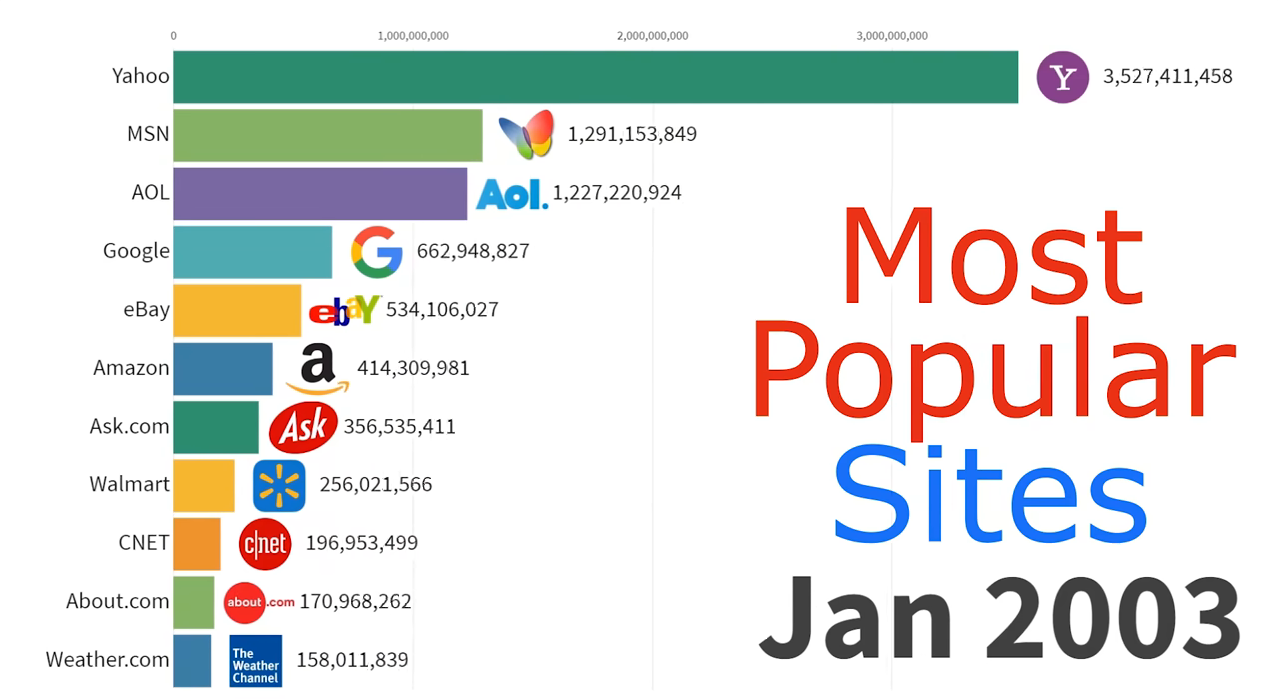 0 1,000,000,000 2,000,000,000 3,000,000,000
Yahoo Y 3,527,411,458
MSN 1,291,153,849
AOL Aol. 1,227,220,924
Google G 662,948,827
eBay ebaY 534,106,027
Amazon a 414,309,981
Ask.com Ask 356,535,411
Walmart 256,021,566
CNET c|net 196,953,499
About.com about.com 170,968,262
Weather.com The Weather Channel 158,011,839
Most
Popular
Sites
Jan 2003